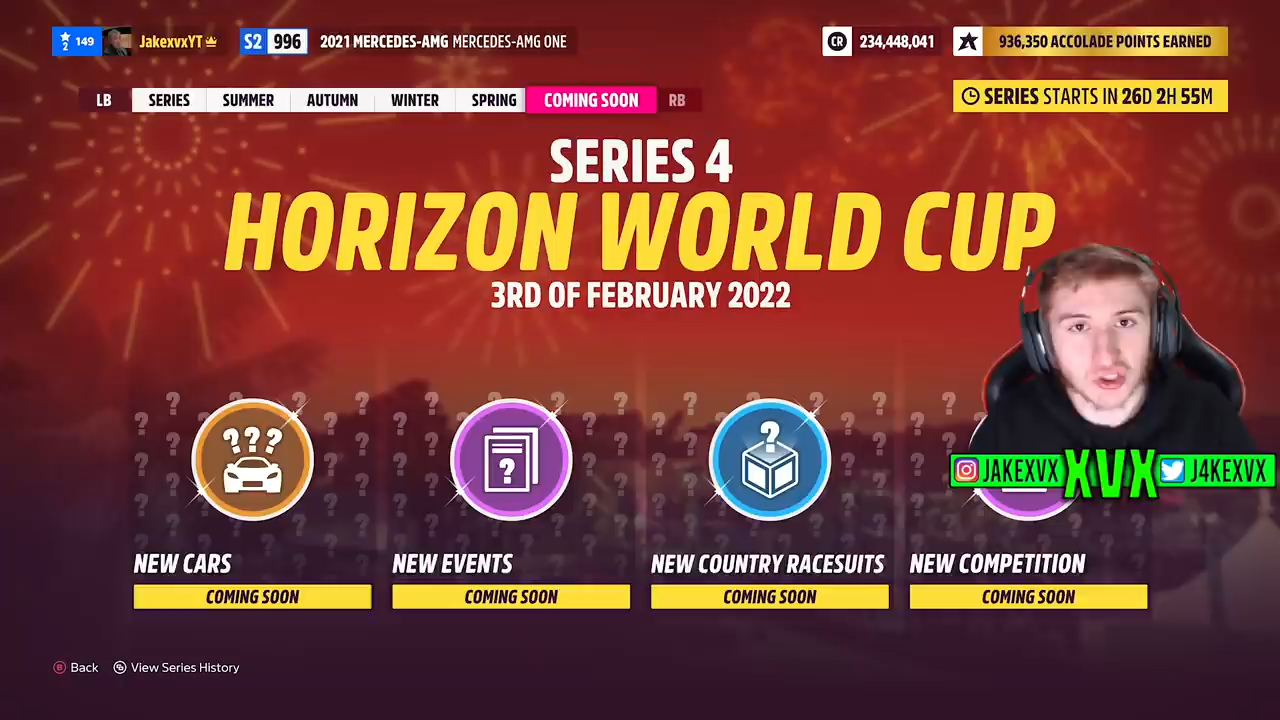 2 149 JakexvxYT S2 996 2021 MERCEDES-AMG MERCEDES-AMG ONE CR 234,448,041 936,350 ACCOLADE POINTS EARNED
LB SERIES SUMMER AUTUMN WINTER SPRING COMING SOON RB SERIES STARTS IN 26D 2H 55M
SERIES 4
HORIZON WORLD CUP
3RD OF FEBRUARY 2022
? ? ?
?
?
JAKEXVX XVX J4KEXVX
NEW CARS NEW EVENTS NEW COUNTRY RACESUITS NEW COMPETITION
COMING SOON COMING SOON COMING SOON COMING SOON
B Back View Series History